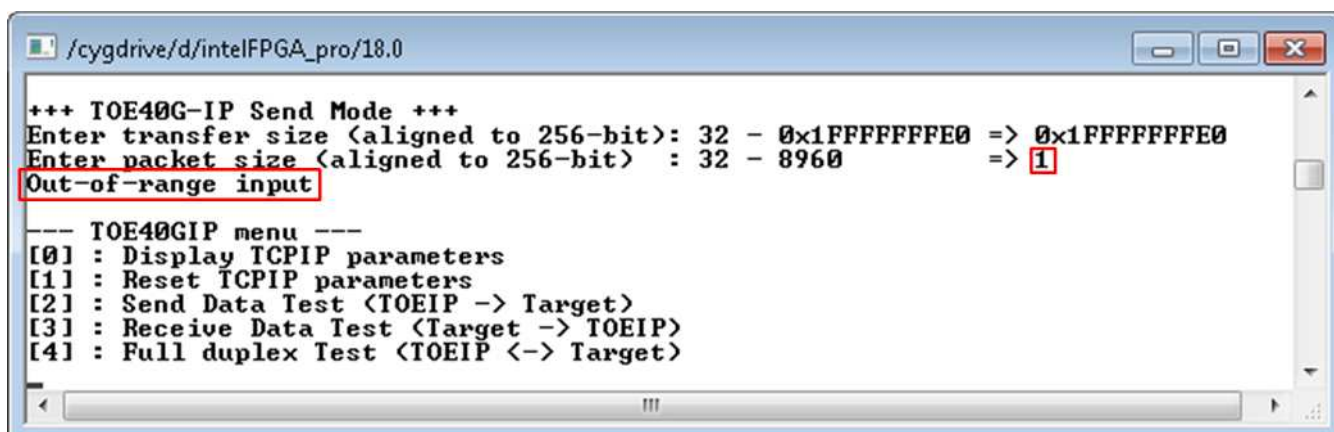 /cygdrive/d/intelFPGA_pro/18.0
+++ TOE40G-IP Send Mode +++
Enter transfer size (aligned to 256-bit): 32 - 0x1FFFFFFFE0 => 0x1FFFFFFFE0
Enter packet size (aligned to 256-bit) : 32 - 8960 => 1
Out-of-range input
--- TOE40GIP menu ---
[0] : Display TCPIP parameters
[1] : Reset TCPIP parameters
[2] : Send Data Test (TOEIP -> Target)
[3] : Receive Data Test (Target -> TOEIP)
[4] : Full duplex Test (TOEIP <-> Target)